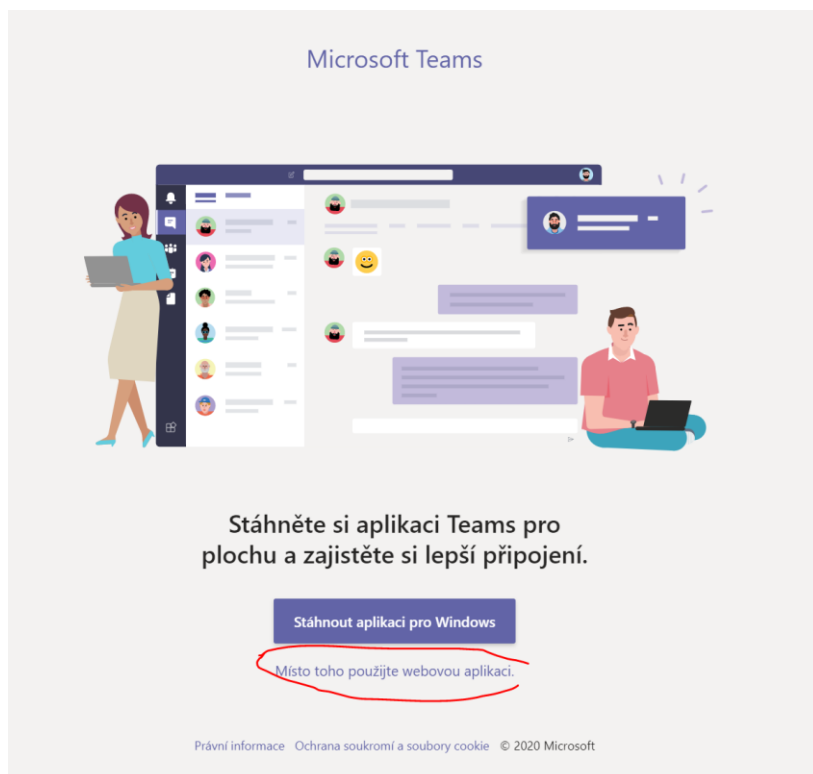 Microsoft Teams
Stáhněte si aplikaci Teams pro
plochu a zajistěte si lepší připojení.
Stáhnout aplikaci pro Windows
Místo toho použijte webovou aplikaci.
Právní informace Ochrana soukromí a soubory cookie © 2020 Microsoft